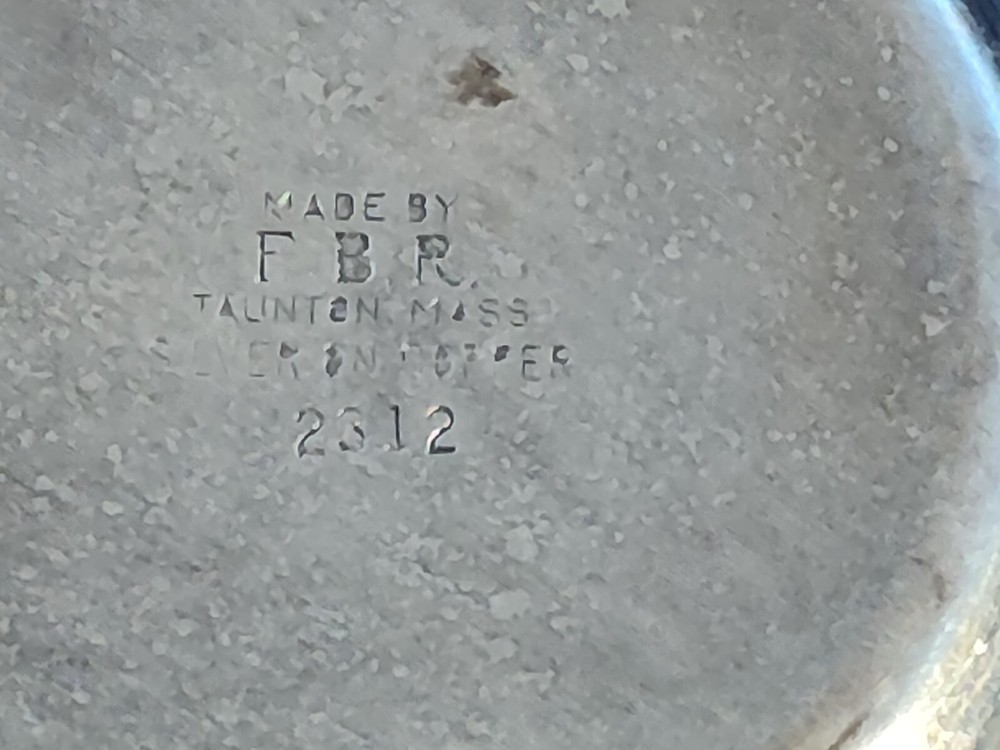 MADE BY
F. B. R.
TAUNTON, MASS
SILVER ON COPPER
2312